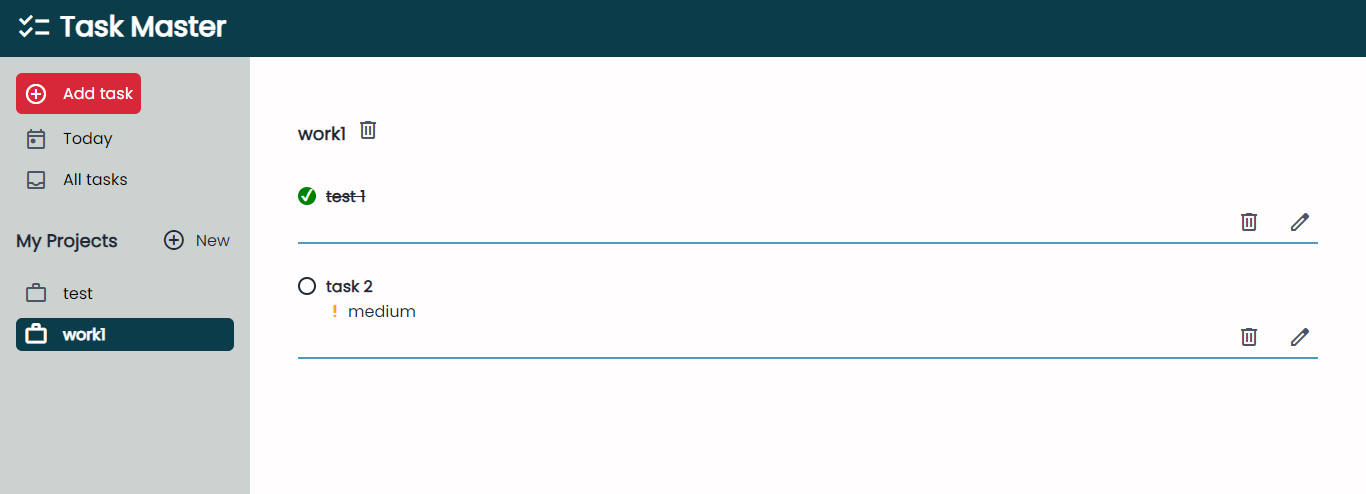 Task Master
Add task
Today
All tasks
My Projects
New
test
work1
work1
test 1
task 2
! medium